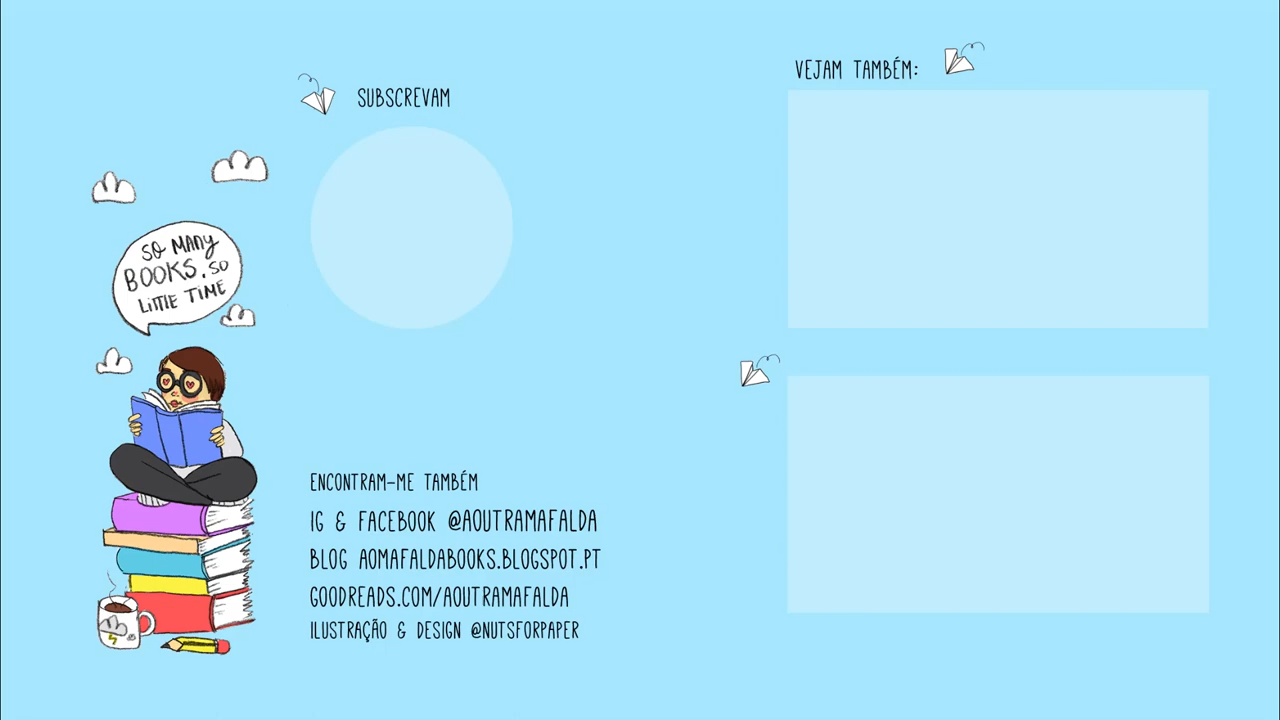 VEJAM TAMBÉM:
SUBSCREVAM
SO MANY
BOOKS, SO
LITTLE TIME
ENCONTRAM-ME TAMBÉM
IG & FACEBOOK @AOUTRAMAFALDA
BLOG AOMAFALDABOOKS.BLOGSPOT.PT
GOODREADS.COM/AOUTRAMAFALDA
ILUSTRAÇÃO & DESIGN @NUTSFORPAPER